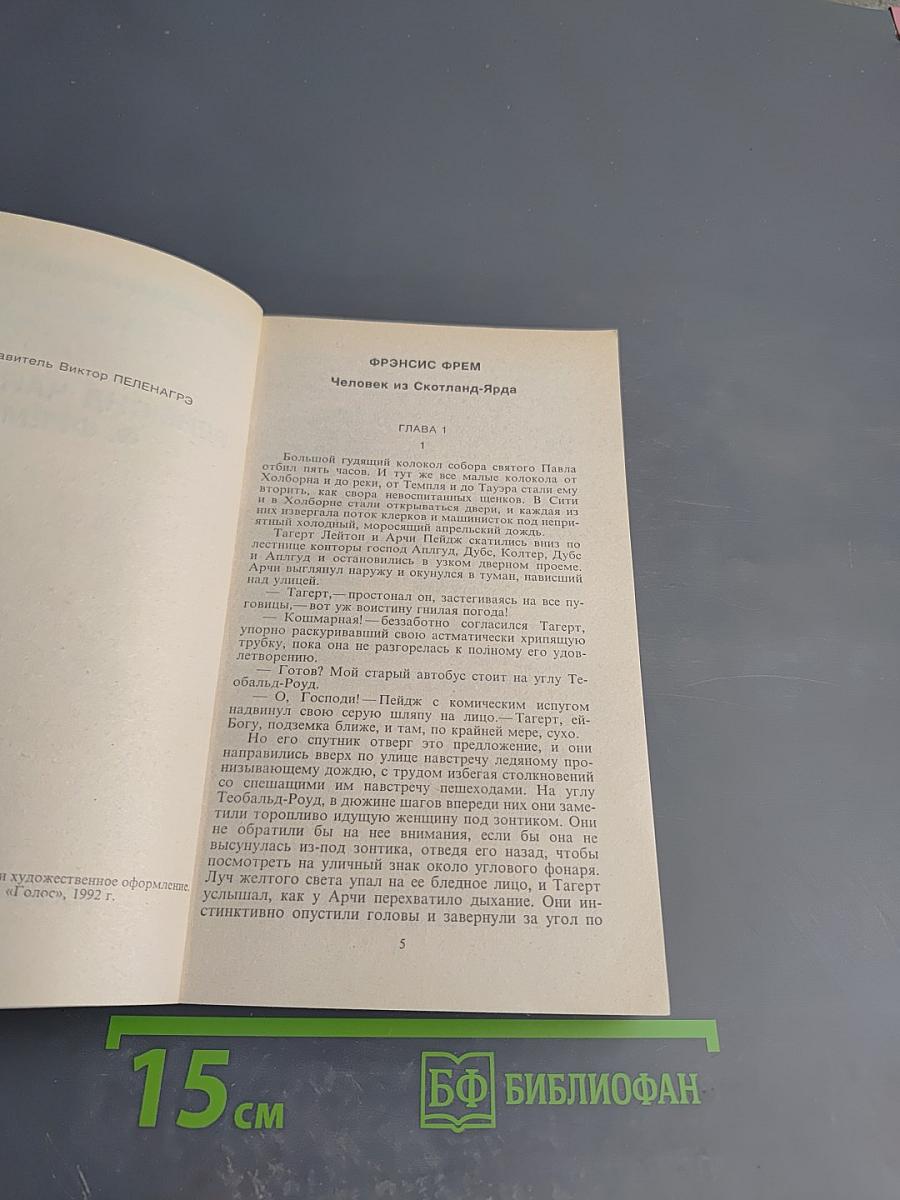 авитель Виктор ПЕЛЕНАГРЭ
и художественное оформление.
«Голос», 1992 г.
ФРЭНСИС ФРЕМ
Человек из Скотланд-Ярда
ГЛАВА 1
1
Большой гудящий колокол собора святого Павла
отбил пять часов. И тут же все малые колокола от
Холборна и до реки, от Темпля и до Тауэра стали ему
вторить, как свора невоспитанных щенков. В Сити
и в Холборне стали открываться двери, и каждая из
них извергала поток клерков и машинисток под непри-
ятный холодный, моросящий апрельский дождь.
Тагерт Лейтон и Арчи Пейдж скатились вниз по
лестнице конторы господ Аплгуд, Дубс, Колтер, Дубс
и Аплгуд и остановились в узком дверном проеме.
Арчи выглянул наружу и окунулся в туман, нависший
над улицей.
— Тагерт,— простонал он, застегиваясь на все пу-
говицы,— вот уж воистину гнилая погода!
— Кошмарная! — беззаботно согласился Тагерт,
упорно раскуривавший свою астматически хрипящую
трубку, пока она не разгорелась к полному его удов-
летворению.
— Готов? Мой старый автобус стоит на углу Те-
обальд-Роуд.
— О, Господи! — Пейдж с комическим испугом
надвинул свою серую шляпу на лицо.— Тагерт, ей-
Богу, подземка ближе, и там, по крайней мере, сухо.
Но его спутник отверг это предложение, и они
направились вверх по улице навстречу ледяному про-
низывающему дождю, с трудом избегая столкновений
со спешащими им навстречу пешеходами. На углу
Теобальд-Роуд, в дюжине шагов впереди них они заме-
тили торопливо идущую женщину под зонтиком. Они
не обратили бы на нее внимания, если бы она не
высунулась из-под зонтика, отведя его назад, чтобы
посмотреть на уличный знак около углового фонаря.
Луч желтого света упал на ее бледное лицо, и Тагерт
услышал, как у Арчи перехватило дыхание. Они ин-
стинктивно опустили головы и завернули за угол по
5
15 см
БФ БИБЛИОФАН